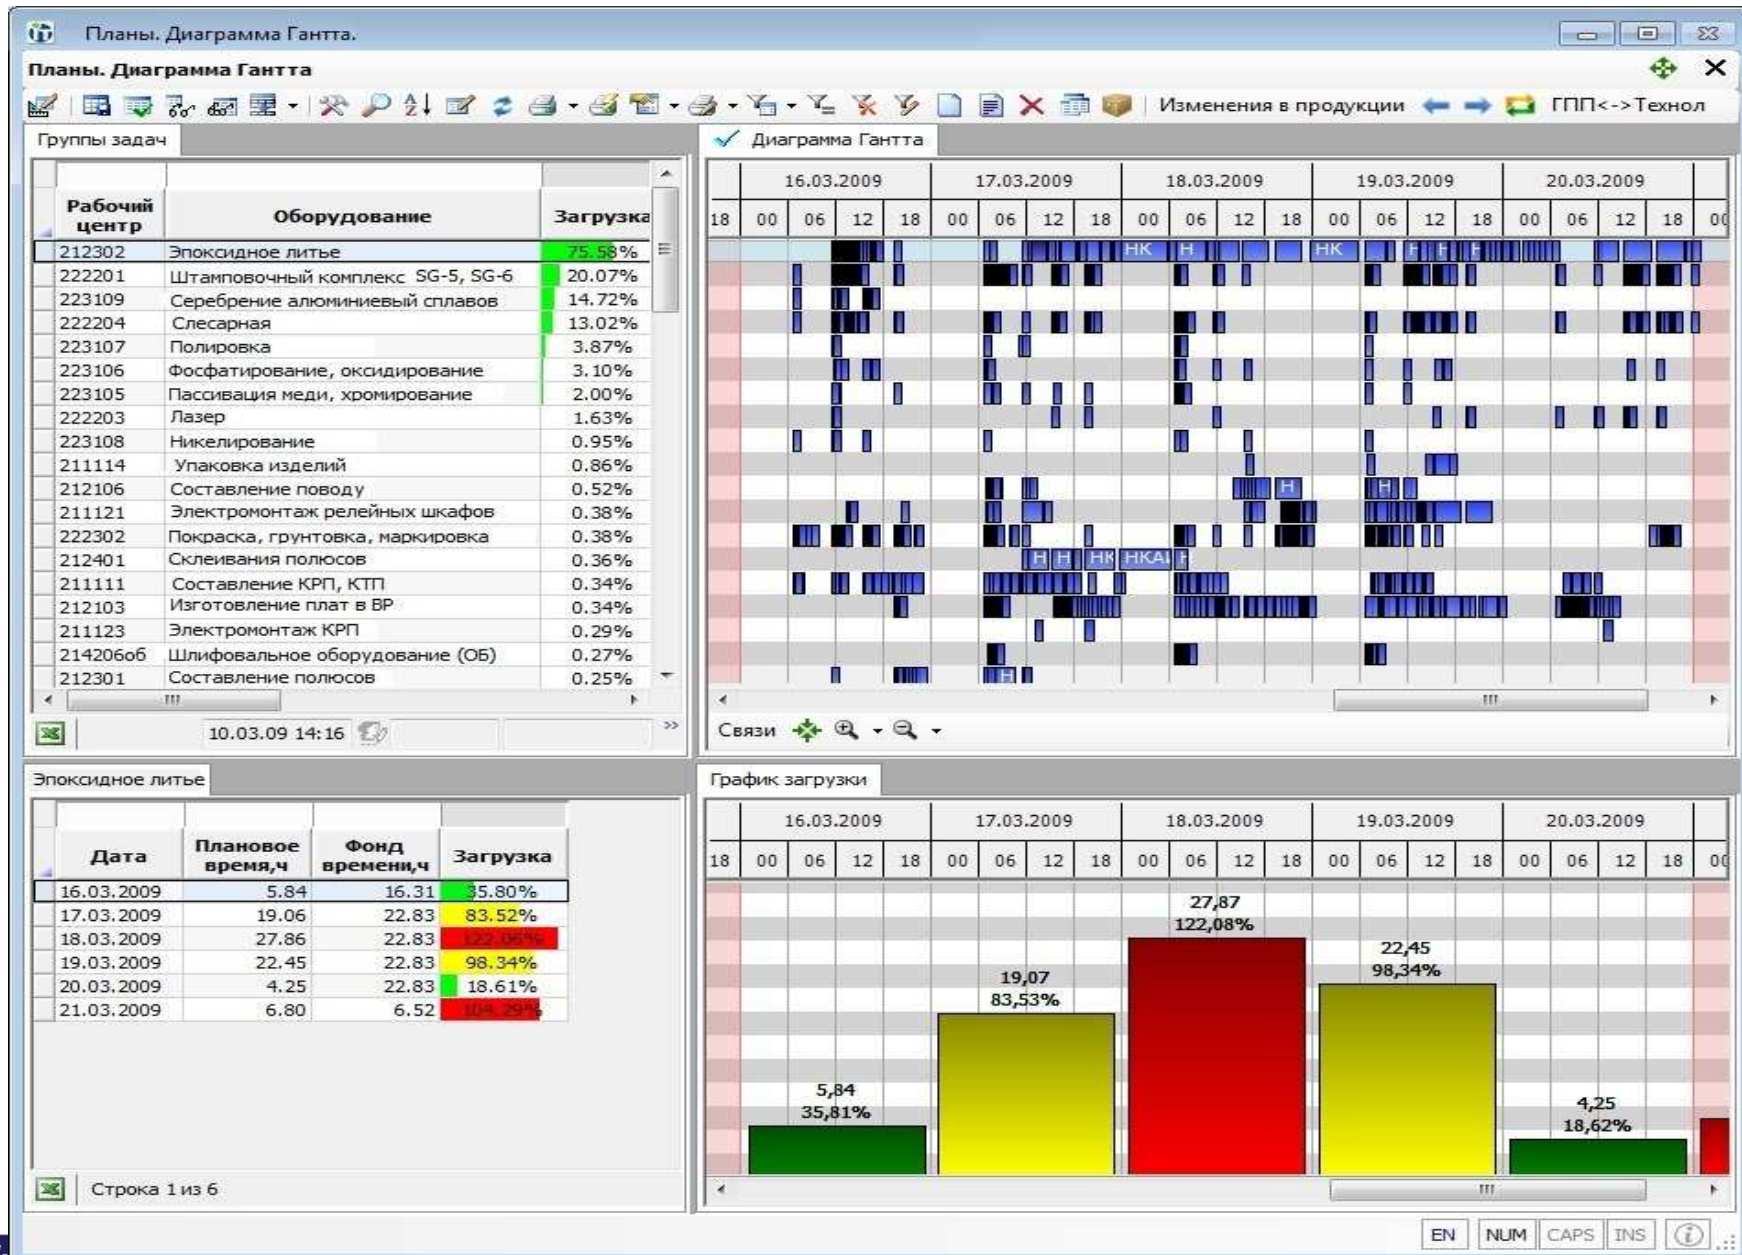 Планы. Диаграмма Гантта.
Планы. Диаграмма Гантта
Изменения в продукции ГПП<->Технол
Группы задач
Рабочий центр Оборудование Загрузка
212302 Эпоксидное литье 75.58%
222201 Штамповочный комплекс SG-5, SG-6 20.07%
223109 Серебрение алюминиевый сплавов 14.72%
222204 Слесарная 13.02%
223107 Полировка 3.87%
223106 Фосфатирование, оксидирование 3.10%
223105 Пассивация меди, хромирование 2.00%
222203 Лазер 1.63%
223108 Никелирование 0.95%
211114 Упаковка изделий 0.86%
212106 Составление поводу 0.52%
211121 Электромонтаж релейных шкафов 0.38%
222302 Покраска, грунтовка, маркировка 0.38%
212401 Склеивания полюсов 0.36%
211111 Составление КРП, КТП 0.34%
212103 Изготовление плат в ВР 0.34%
211123 Электромонтаж КРП 0.29%
214206об Шлифовальное оборудование (ОБ) 0.27%
212301 Составление полюсов 0.25%
10.03.09 14:16 »
Диаграмма Гантта
16.03.2009 17.03.2009 18.03.2009 19.03.2009 20.03.2009
18 00 06 12 18 00 06 12 18 00 06 12 18 00 06 12 18 00 06 12 18 00
НК Н НК
Н
Н
Н Н НК НКАЦ Н
Н
Связи
Эпоксидное литье
Дата Плановое время,ч Фонд времени,ч Загрузка
16.03.2009 5.84 16.31 35.80%
17.03.2009 19.06 22.83 83.52%
18.03.2009 27.86 22.83 122.06%
19.03.2009 22.45 22.83 98.34%
20.03.2009 4.25 22.83 18.61%
21.03.2009 6.80 6.52 104.29%
Строка 1 из 6
График загрузки
16.03.2009 17.03.2009 18.03.2009 19.03.2009 20.03.2009
18 00 06 12 18 00 06 12 18 00 06 12 18 00 06 12 18 00 06 12 18 00
5,84
35,81%
19,07
83,53%
27,87
122,08%
22,45
98,34%
4,25
18,62%
EN NUM CAPS INS